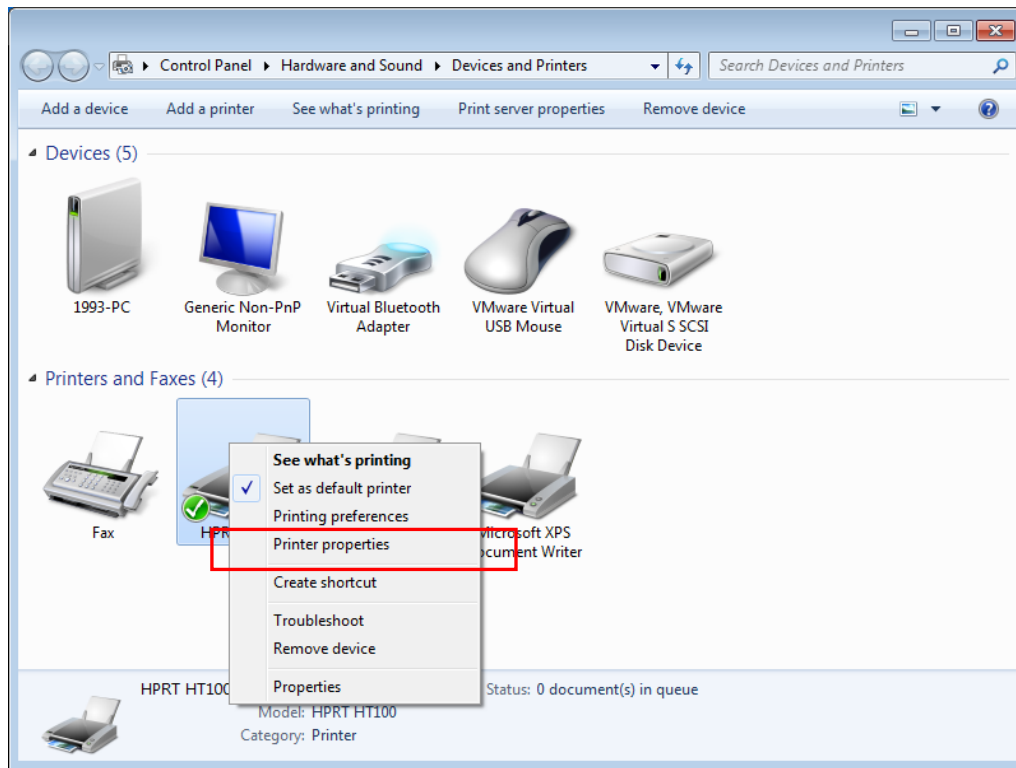 Control Panel Hardware and Sound Devices and Printers
Search Devices and Printers
Add a device Add a printer See what's printing Print server properties Remove device
Devices (5)
1993-PC
Generic Non-PnP
Monitor
Virtual Bluetooth
Adapter
VMware Virtual
USB Mouse
VMware, VMware
Virtual S SCSI
Disk Device
Printers and Faxes (4)
Fax
HPR
See what's printing
Set as default printer
Printing preferences
Printer properties
Create shortcut
Troubleshoot
Remove device
Properties
Microsoft XPS
ocument Writer
HPRT HT100
Status: 0 document(s) in queue
Model: HPRT HT100
Category: Printer